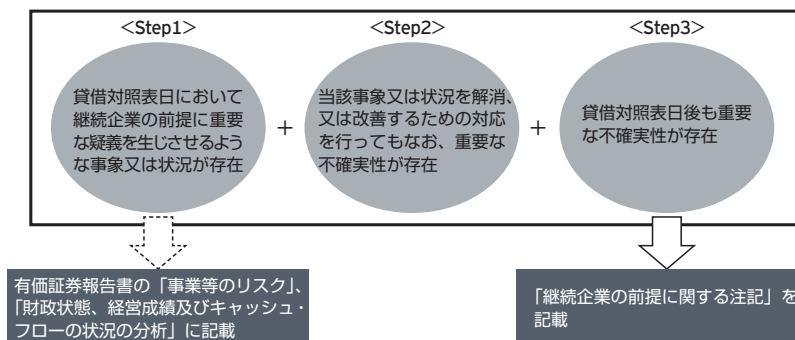 <Step1>
貸借対照表日において
継続企業の前提に重要
な疑義を生じさせるよう
な事象又は状況が存在
+
<Step2>
当該事象又は状況を解消、
又は改善するための対応
を行ってもなお、重要な
不確実性が存在
+
<Step3>
貸借対照表日後も重要
な不確実性が存在
有価証券報告書の「事業等のリスク」、
「財政状態、経営成績及びキャッシュ・
フローの状況の分析」に記載
「継続企業の前提に関する注記」を
記載